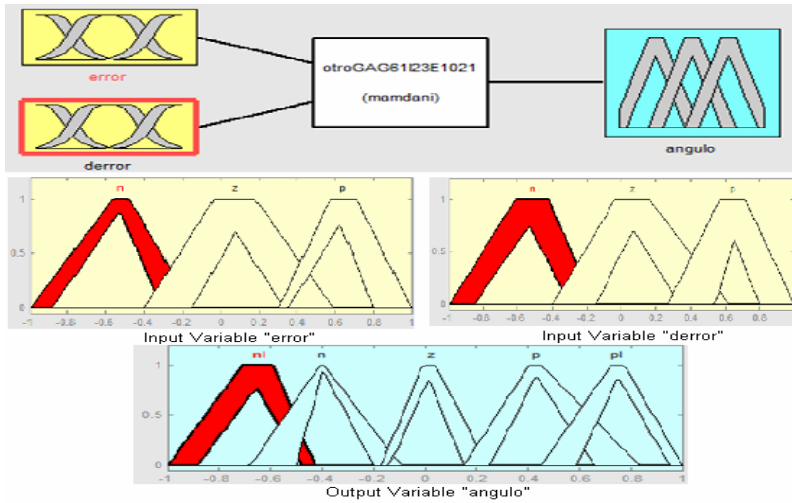 otroGAG61I23E1021
(mamdani)
error
derror
angulo
n z p
1
0.5
0
-1 -0.8 -0.6 -0.4 -0.2 0 0.2 0.4 0.6 0.8 1
Input Variable "error"
n z p
1
0.5
0
-1 -0.8 -0.6 -0.4 -0.2 0 0.2 0.4 0.6 0.8
Input Variable "derror"
nl n z p pl
1
0.5
0
-1 -0.8 -0.6 -0.4 -0.2 0 0.2 0.4 0.6 0.8 1
Output Variable "angulo"